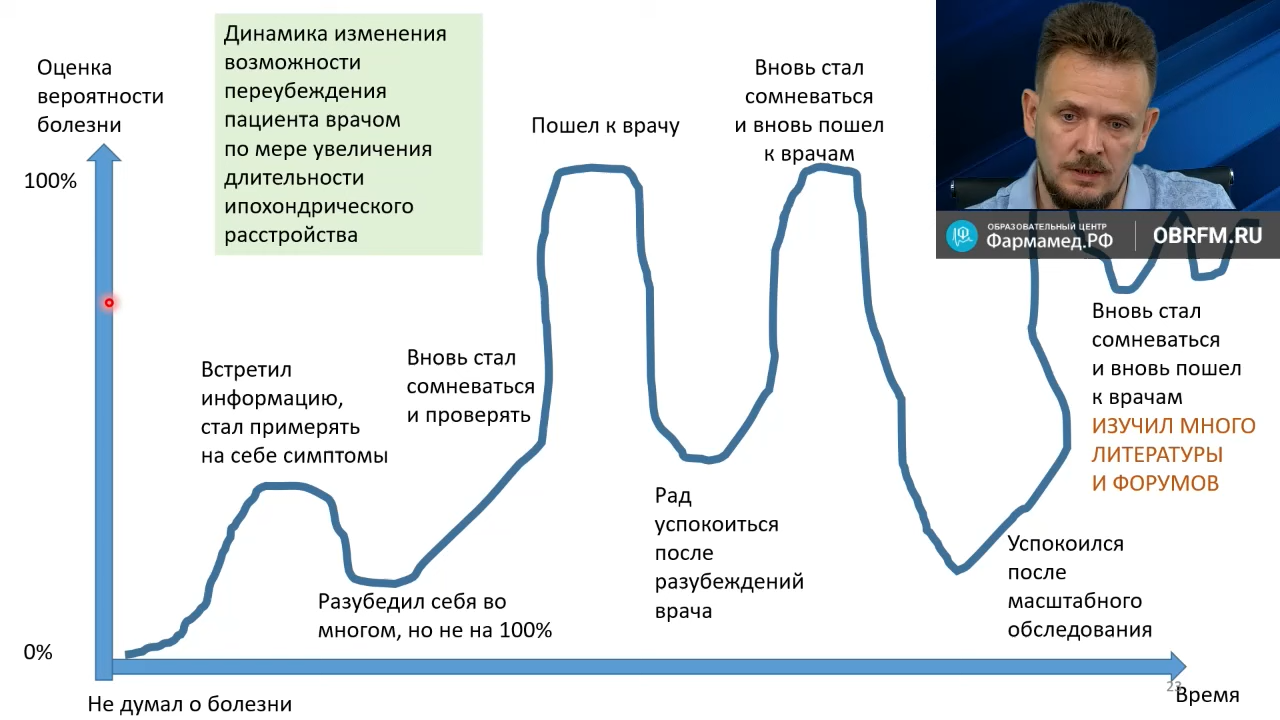 Динамика изменения
возможности
переубеждения
пациента врачом
по мере увеличения
длительности
ипохондрического
расстройства
Оценка
вероятности
болезни
100%
Встретил
информацию,
стал примерять
на себе симптомы
Вновь стал
сомневаться
и проверять
Пошел к врачу
Вновь стал
сомневаться
и вновь пошел
к врачам
ОБРАЗОВАТЕЛЬНЫЙ ЦЕНТР
Фармамед.РФ
OBRFM.RU
Вновь стал
сомневаться
и вновь пошел
к врачам
ИЗУЧИЛ МНОГО
ЛИТЕРАТУРЫ
И ФОРУМОВ
Рад
успокоиться
после
разубеждений
врача
Успокоился
после
масштабного
обследования
Разубедил себя во
многом, но не на 100%
0%
Не думал о болезни
23
Время